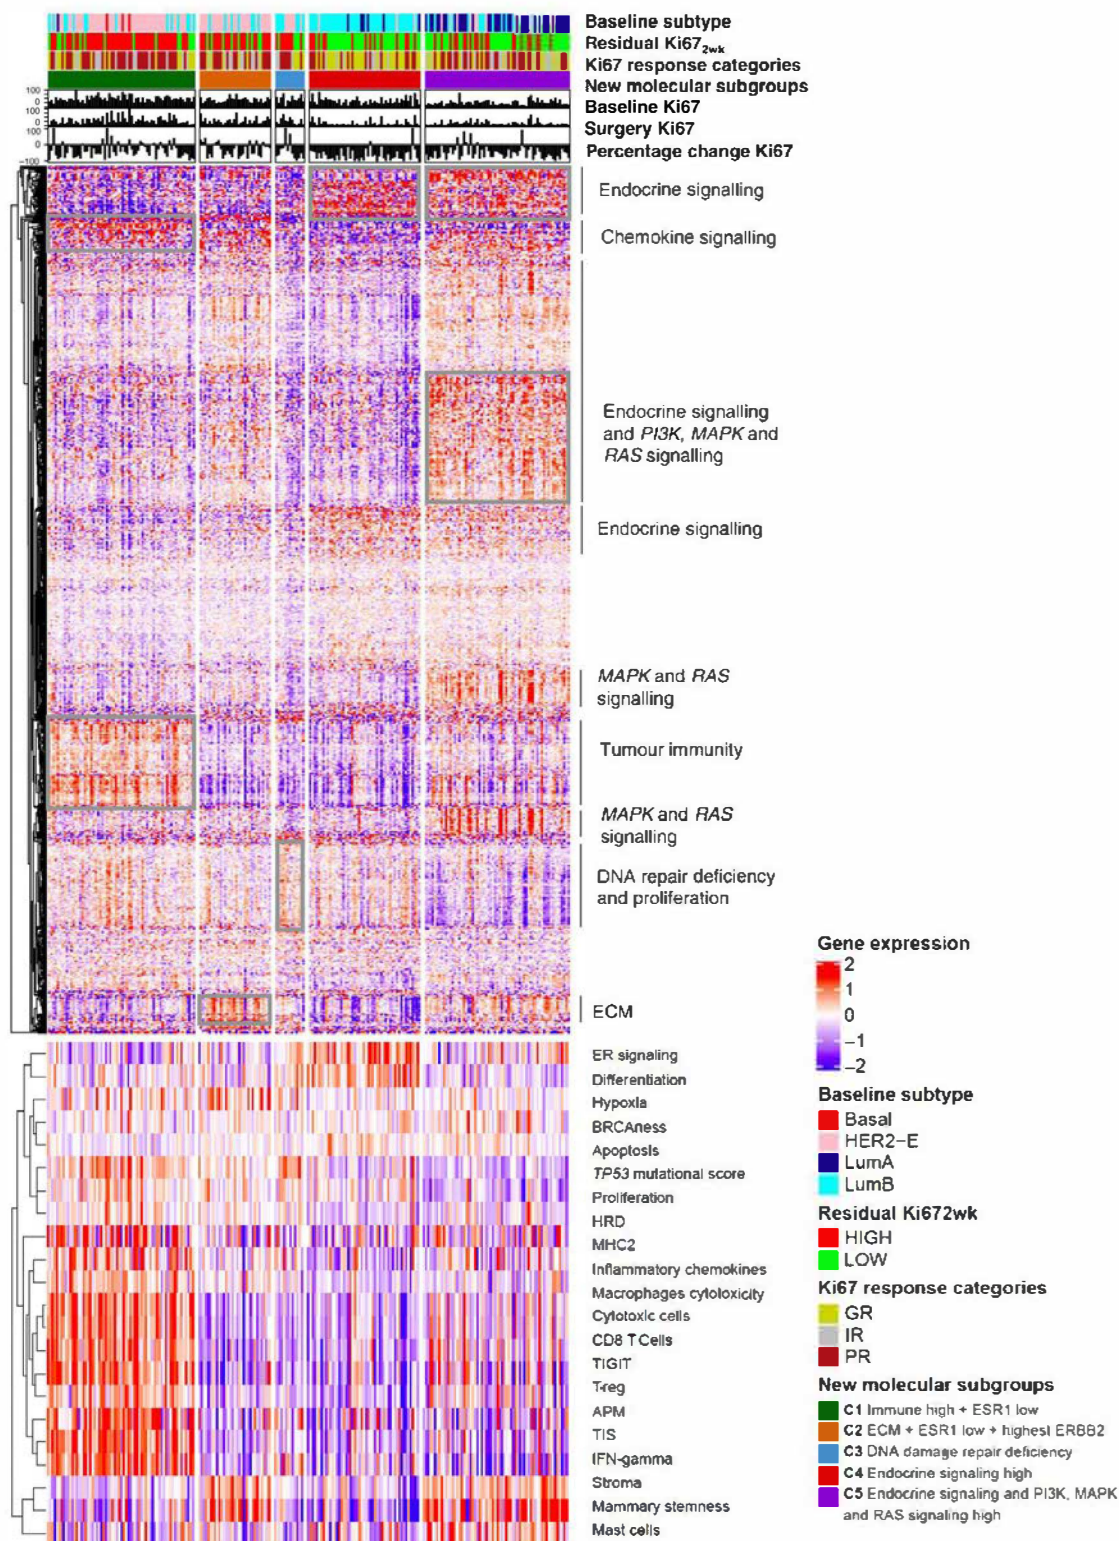 Baseline subtype
Residual Ki672wk
Ki67 response categories
New molecular subgroups
100
0
Baseline Ki67
100
0
Surgery Ki67
100
0
-100
Percentage change Ki67
Endocrine signalling
Chemokine signalling
Endocrine signalling
and PI3K, MAPK and
RAS signalling
Endocrine signalling
MAPK and RAS
signalling
Tumour immunity
MAPK and RAS
signalling
DNA repair deficiency
and proliferation
ECM
ER signaling
Differentiation
Hypoxia
BRCAness
Apoptosis
TP53 mutational score
Proliferation
HRD
MHC2
Inflammatory chemokines
Macrophages cytoloxicity
Cytotoxic cells
CD8 T Cells
TIGIT
T-reg
APM
TIS
IFN-gamma
Stroma
Mammary stemness
Mast cells
Gene expression
2
1
0
−1
−2
Baseline subtype
Basal
HER2−E
LumA
LumB
Residual Ki672wk
HIGH
LOW
Ki67 response categories
GR
IR
PR
New molecular subgroups
C1 Immune high + ESR1 low
C2 ECM + ESR1 low + highest ERBB2
C3 DNA damage repair deficiency
C4 Endocrine signaling high
C5 Endocrine signaling and PI3K, MAPK
and RAS signaling high